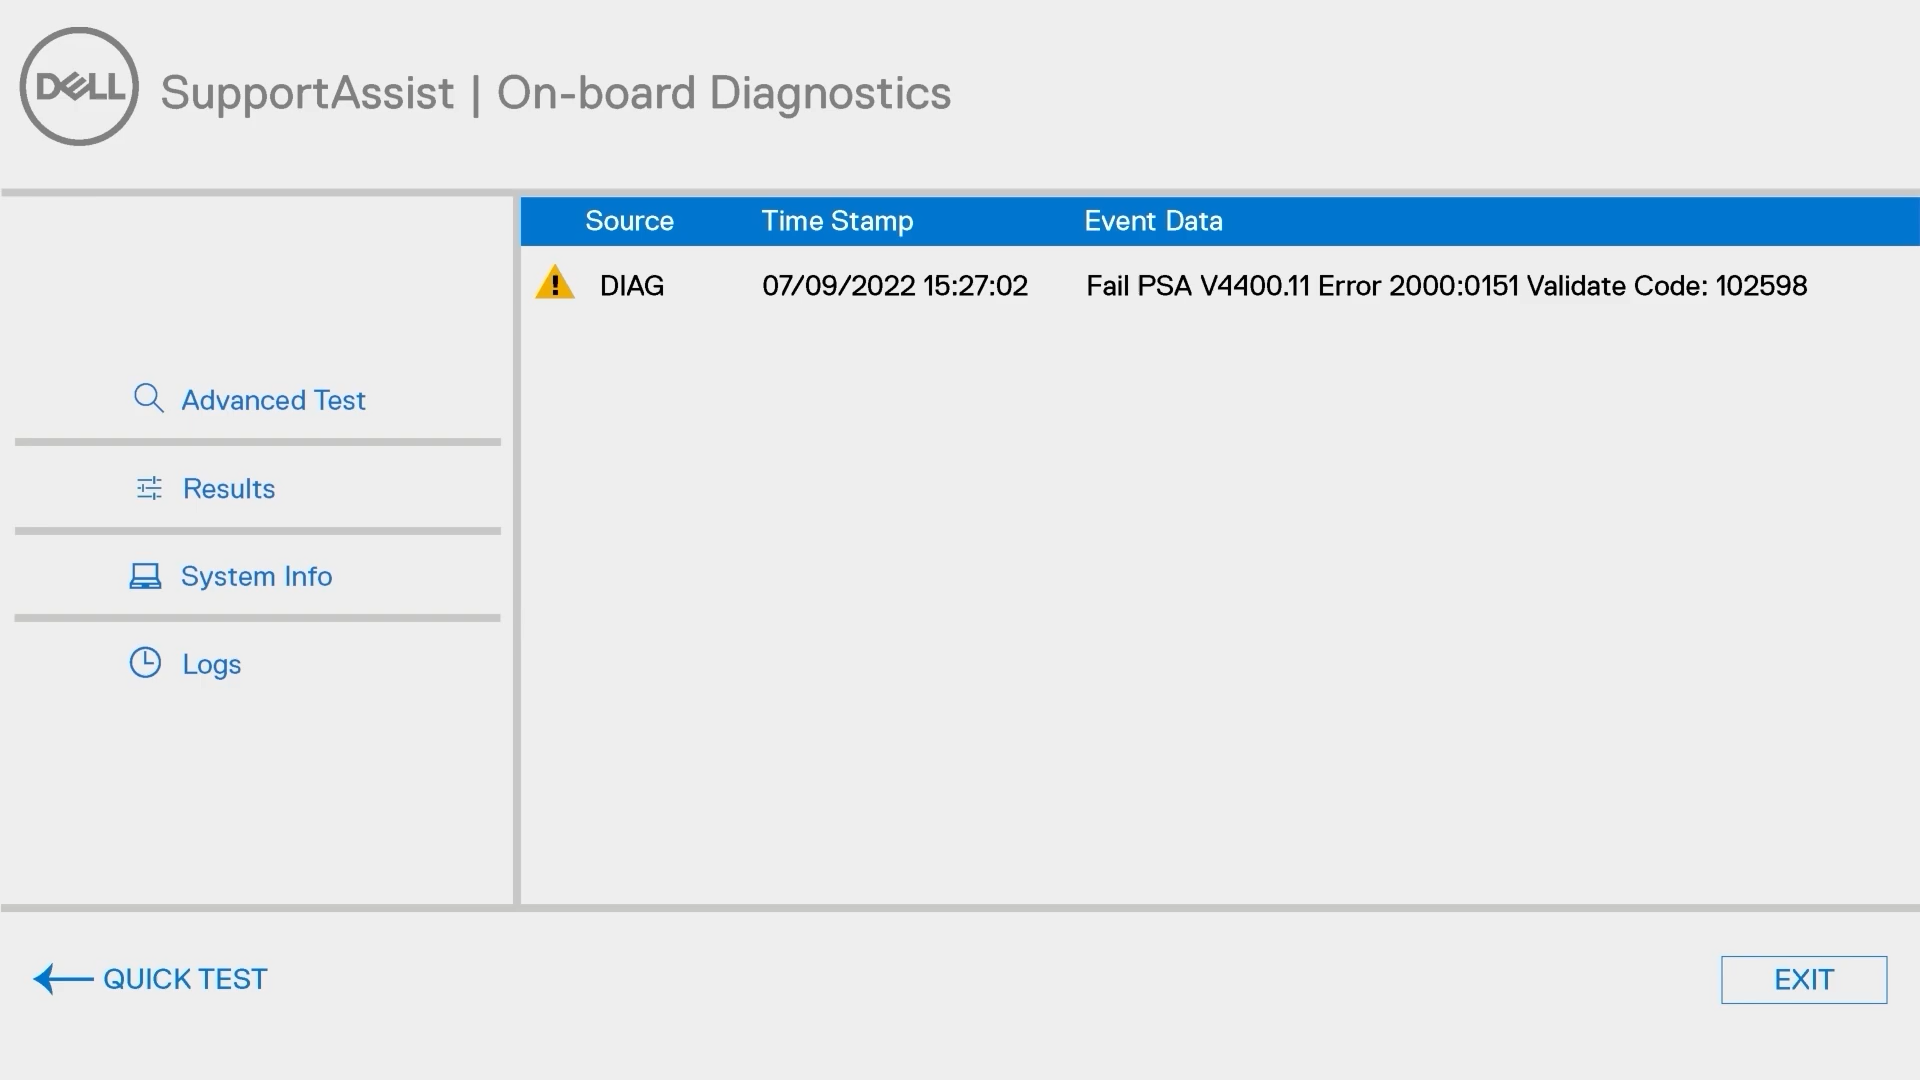 DELL SupportAssist | On-board Diagnostics
Source Time Stamp Event Data
DIAG 07/09/2022 15:27:02 Fail PSA V4400.11 Error 2000:0151 Validate Code: 102598
Advanced Test
Results
System Info
Logs
QUICK TEST
EXIT